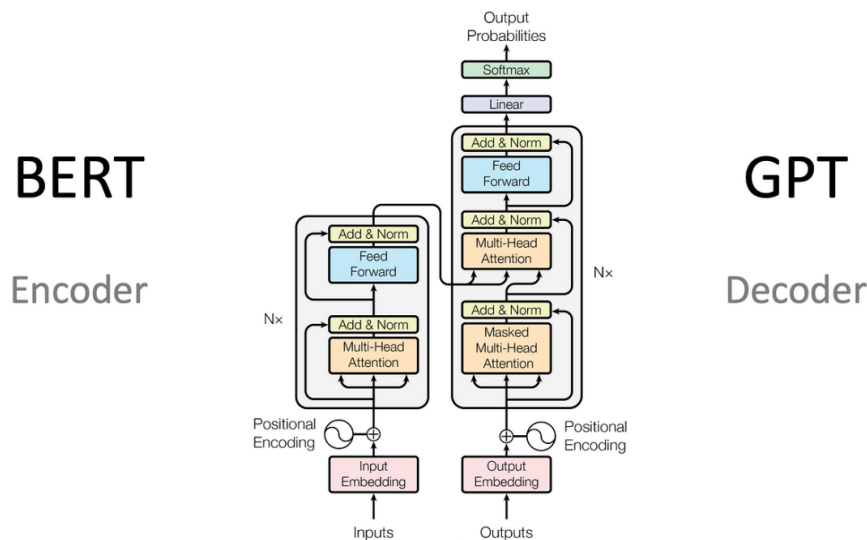 Output
Probabilities
Softmax
Linear
Add & Norm
Feed
Forward
Add & Norm
Multi-Head
Attention
Add & Norm
Masked
Multi-Head
Attention
Nx
Add & Norm
Feed
Forward
Add & Norm
Multi-Head
Attention
Nx
Positional
Encoding
Positional
Encoding
Input
Embedding
Output
Embedding
Inputs
Outputs
BERT
Encoder
GPT
Decoder